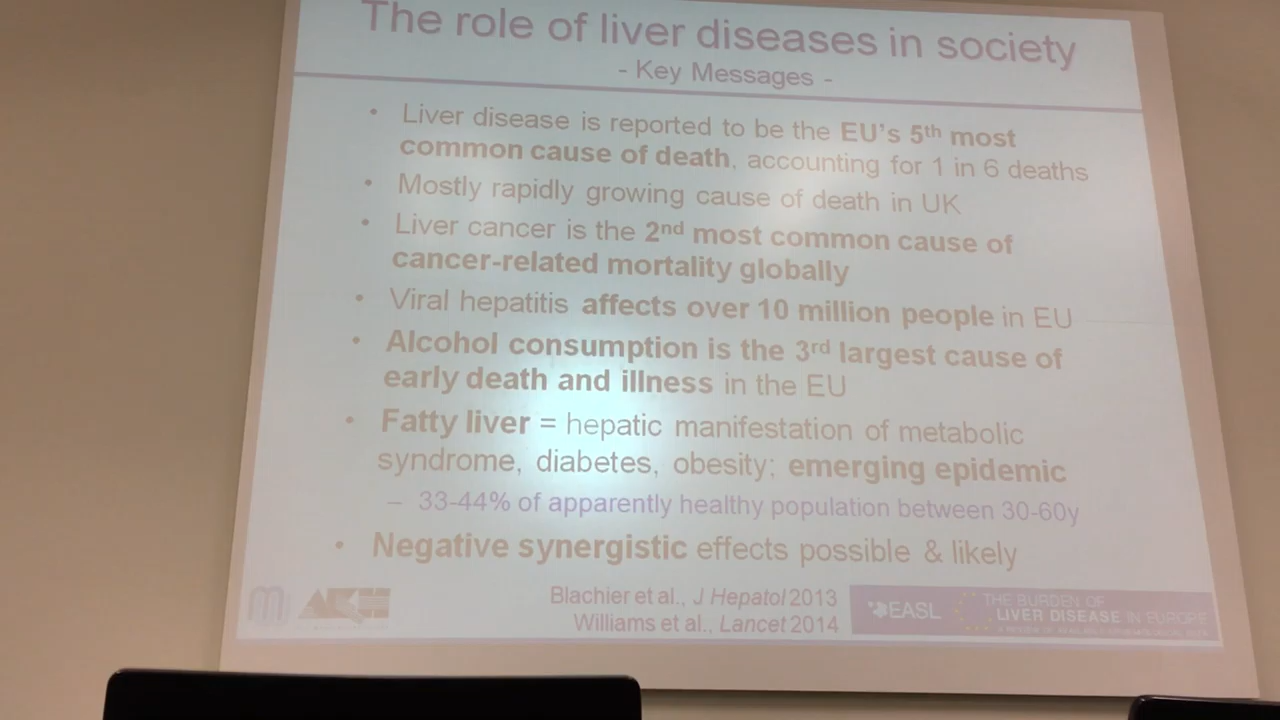 The role of liver diseases in society
- Key Messages -
• Liver disease is reported to be the EU's 5th most
common cause of death, accounting for 1 in 6 deaths
• Mostly rapidly growing cause of death in UK
• Liver cancer is the 2nd most common cause of
cancer-related mortality globally
• Viral hepatitis affects over 10 million people in EU
• Alcohol consumption is the 3rd largest cause of
early death and illness in the EU
• Fatty liver = hepatic manifestation of metabolic
syndrome, diabetes, obesity; emerging epidemic
– 33-44% of apparently healthy population between 30-60y
• Negative synergistic effects possible & likely
Blachier et al., J Hepatol 2013
Williams et al., Lancet 2014
AKH
EASL
THE BURDEN OF
LIVER DISEASE IN EUROPE